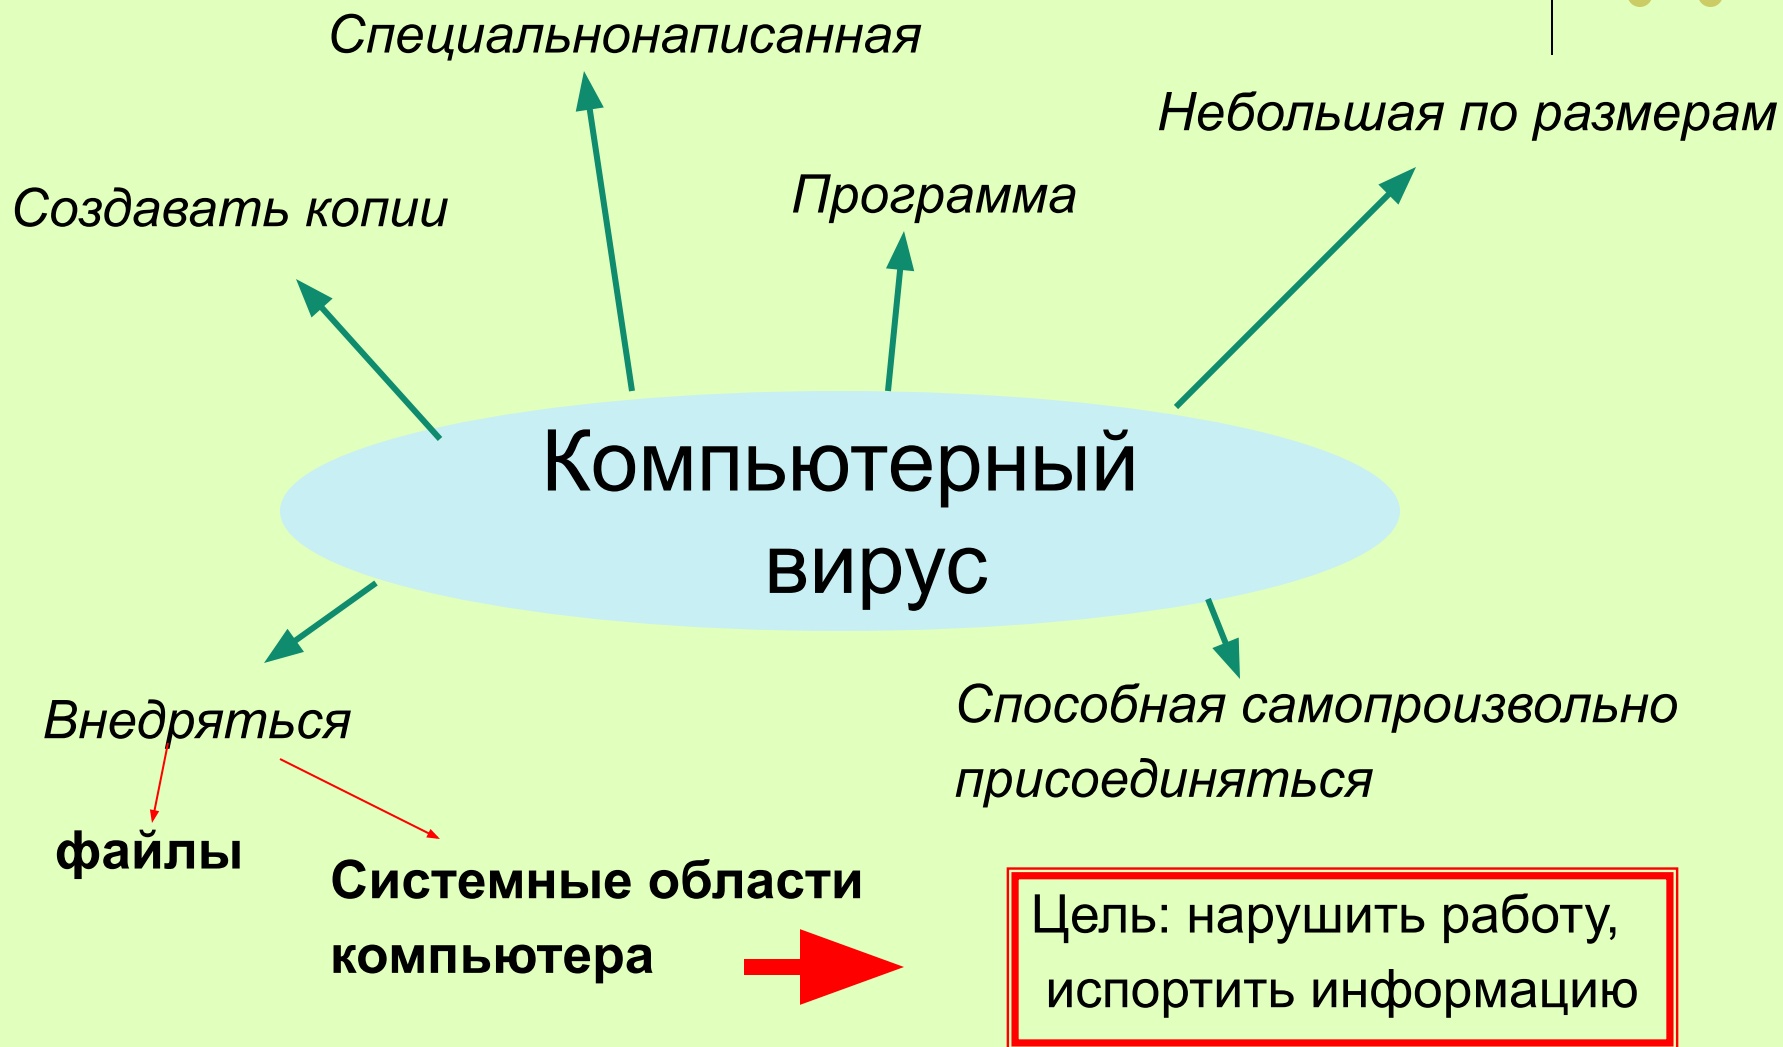 Специальнонаписанная
Небольшая по размерам
Программа
Создавать копии
Компьютерный
вирус
Внедряться
Способная самопроизвольно
присоединяться
файлы
Системные области
компьютера
Цель: нарушить работу,
испортить информацию